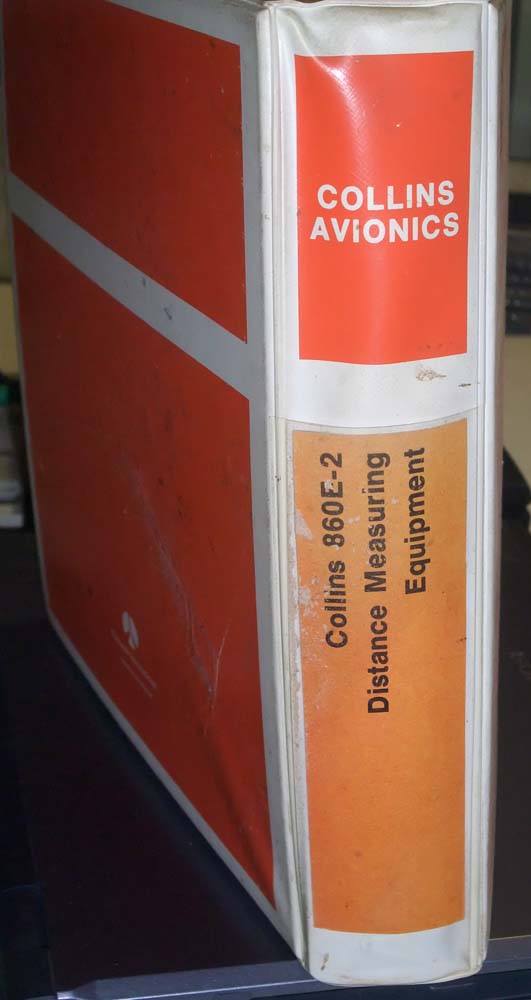 COLLINS
AVIONICS
Collins 860E-2
Distance Measuring
Equipment